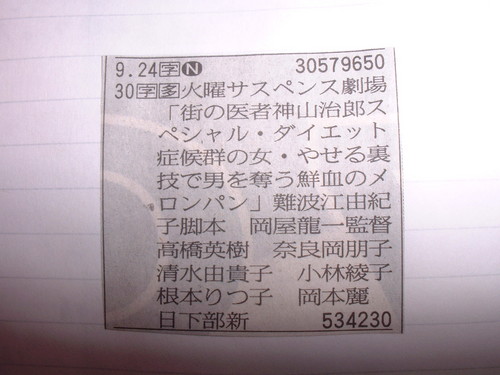 9.24字N 30579650
30字多火曜サスペンス劇場
「街の医者神山治郎ス
ペシャル・ダイエット
症候群の女・やせる裏
技で男を奪う鮮血のメ
ロンパン」難波江由紀
子脚本 岡屋龍一監督
高橋英樹 奈良岡朋子
清水由貴子 小林綾子
根本りつ子 岡本麗
日下部新 534230